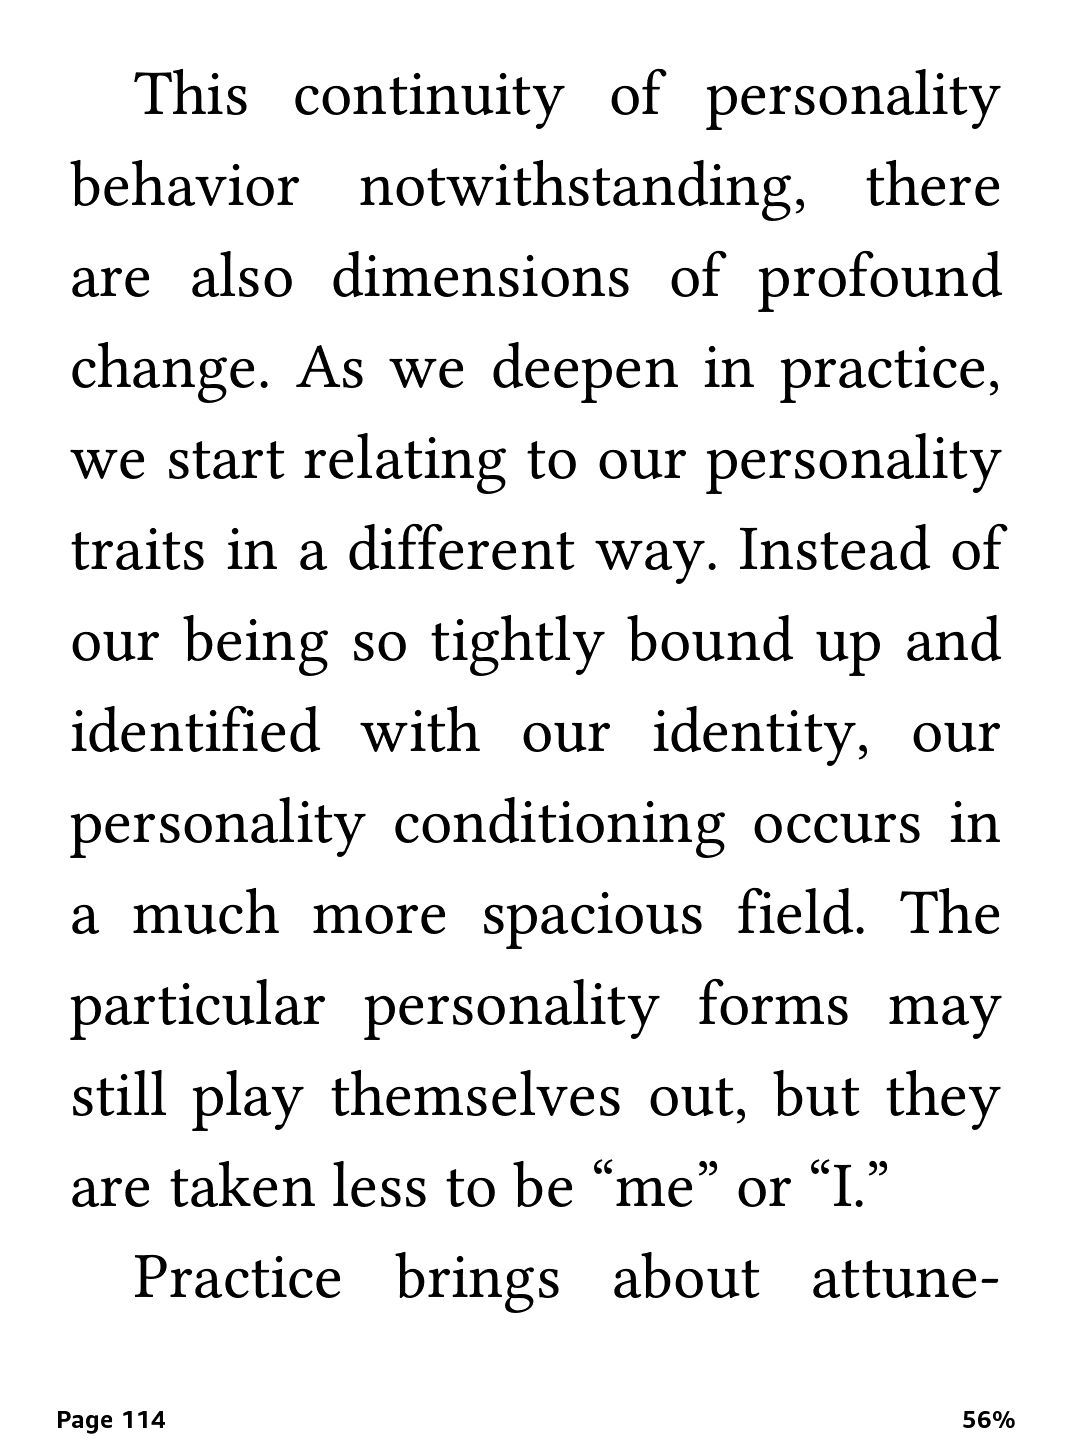 This continuity of personality
behavior notwithstanding, there
are also dimensions of profound
change. As we deepen in practice,
we start relating to our personality
traits in a different way. Instead of
our being so tightly bound up and
identified with our identity, our
personality conditioning occurs in
a much more spacious field. The
particular personality forms may
still play themselves out, but they
are taken less to be “me” or “I.”
Practice brings about attune-
Page 114 56%